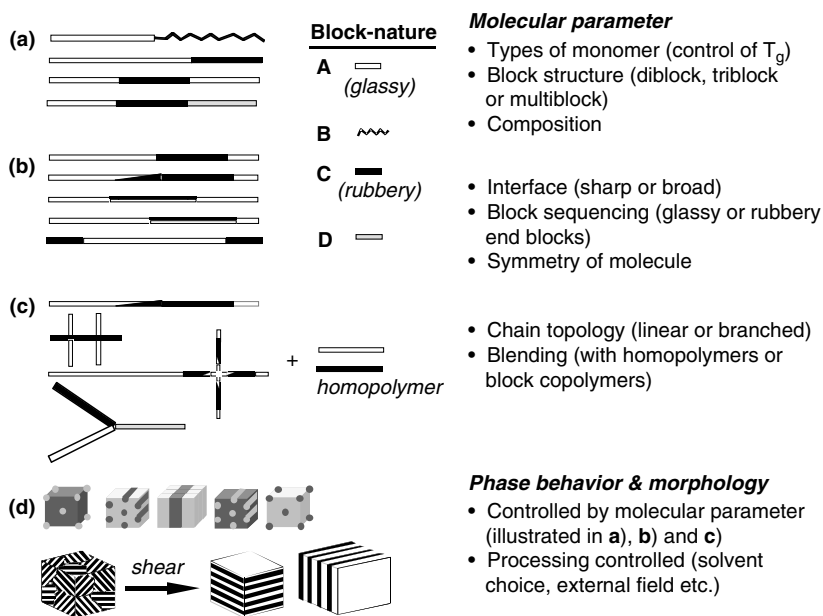 (a)
Block-nature
A
(glassy)
B
C
(rubbery)
D
Molecular parameter
• Types of monomer (control of Tg)
• Block structure (diblock, triblock
or multiblock)
• Composition
(b)
• Interface (sharp or broad)
• Block sequencing (glassy or rubbery
end blocks)
• Symmetry of molecule
(c)
+
homopolymer
• Chain topology (linear or branched)
• Blending (with homopolymers or
block copolymers)
(d)
shear
Phase behavior & morphology
• Controlled by molecular parameter
(illustrated in a), b) and c)
• Processing controlled (solvent
choice, external field etc.)